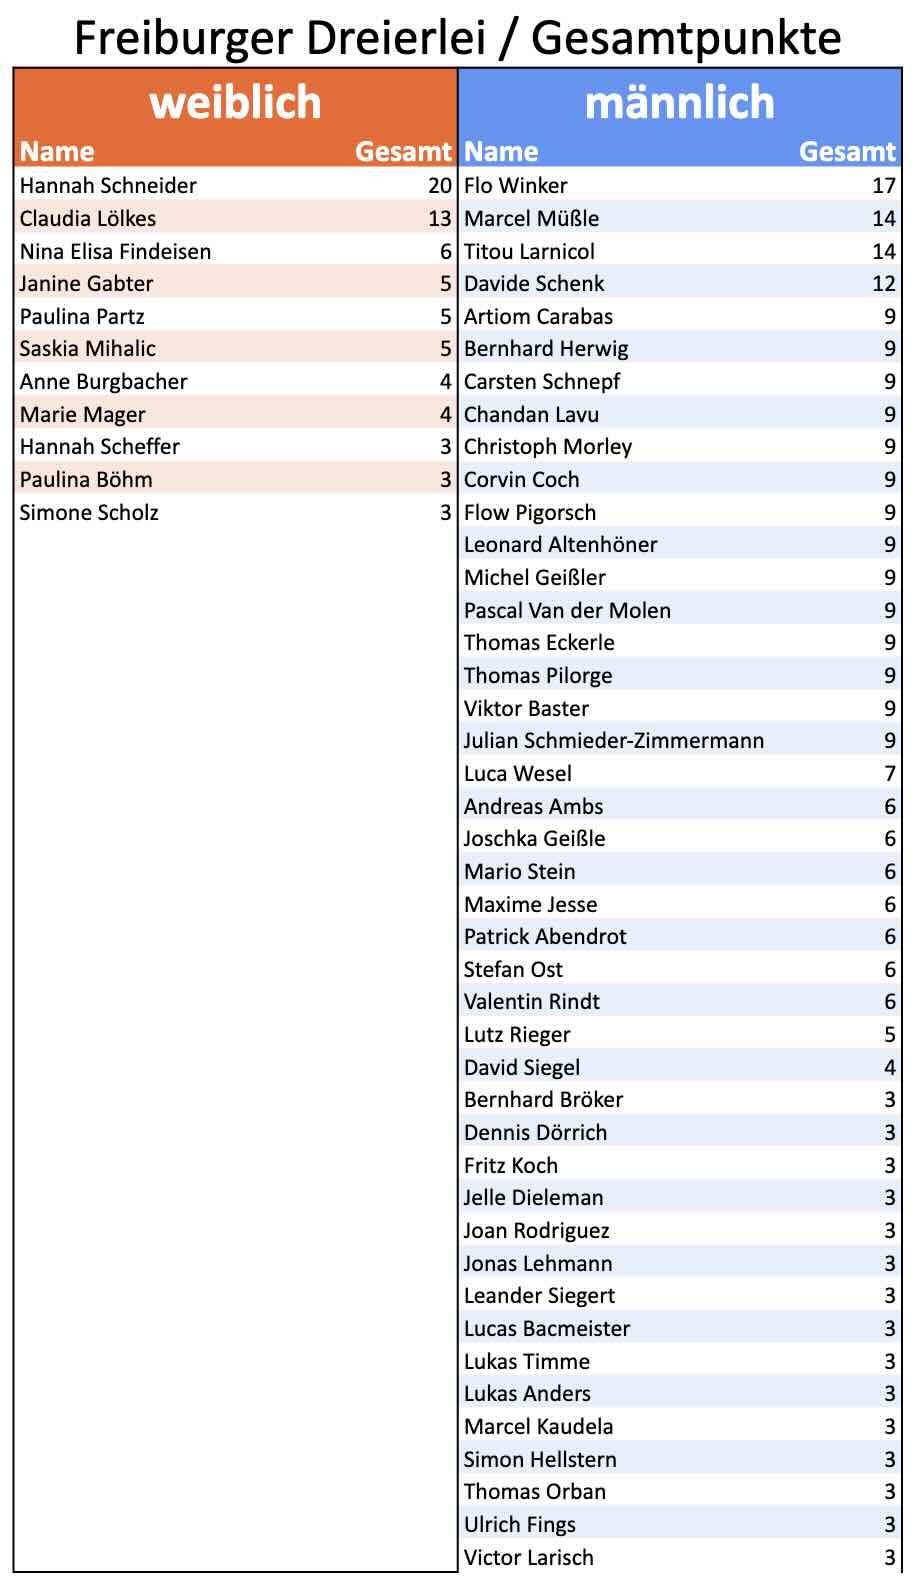 Freiburger Dreierlei / Gesamtpunkte
weiblich
Name Gesamt
Hannah Schneider 20
Claudia Lölkes 13
Nina Elisa Findeisen 6
Janine Gabter 5
Paulina Partz 5
Saskia Mihalic 5
Anne Burgbacher 4
Marie Mager 4
Hannah Scheffer 3
Paulina Böhm 3
Simone Scholz 3
männlich
Name Gesamt
Flo Winker 17
Marcel Müßle 14
Titou Larnicol 14
Davide Schenk 12
Artiom Carabas 9
Bernhard Herwig 9
Carsten Schnepf 9
Chandan Lavu 9
Christoph Morley 9
Corvin Coch 9
Flow Pigorsch 9
Leonard Altenhöner 9
Michel Geißler 9
Pascal Van der Molen 9
Thomas Eckerle 9
Thomas Pilorge 9
Viktor Baster 9
Julian Schmieder-Zimmermann 9
Luca Wesel 7
Andreas Ambs 6
Joschka Geißle 6
Mario Stein 6
Maxime Jesse 6
Patrick Abendrot 6
Stefan Ost 6
Valentin Rindt 6
Lutz Rieger 5
David Siegel 4
Bernhard Bröker 3
Dennis Dörrich 3
Fritz Koch 3
Jelle Dieleman 3
Joan Rodriguez 3
Jonas Lehmann 3
Leander Siegert 3
Lucas Bacmeister 3
Lukas Timme 3
Lukas Anders 3
Marcel Kaudela 3
Simon Hellstern 3
Thomas Orban 3
Ulrich Fings 3
Victor Larisch 3